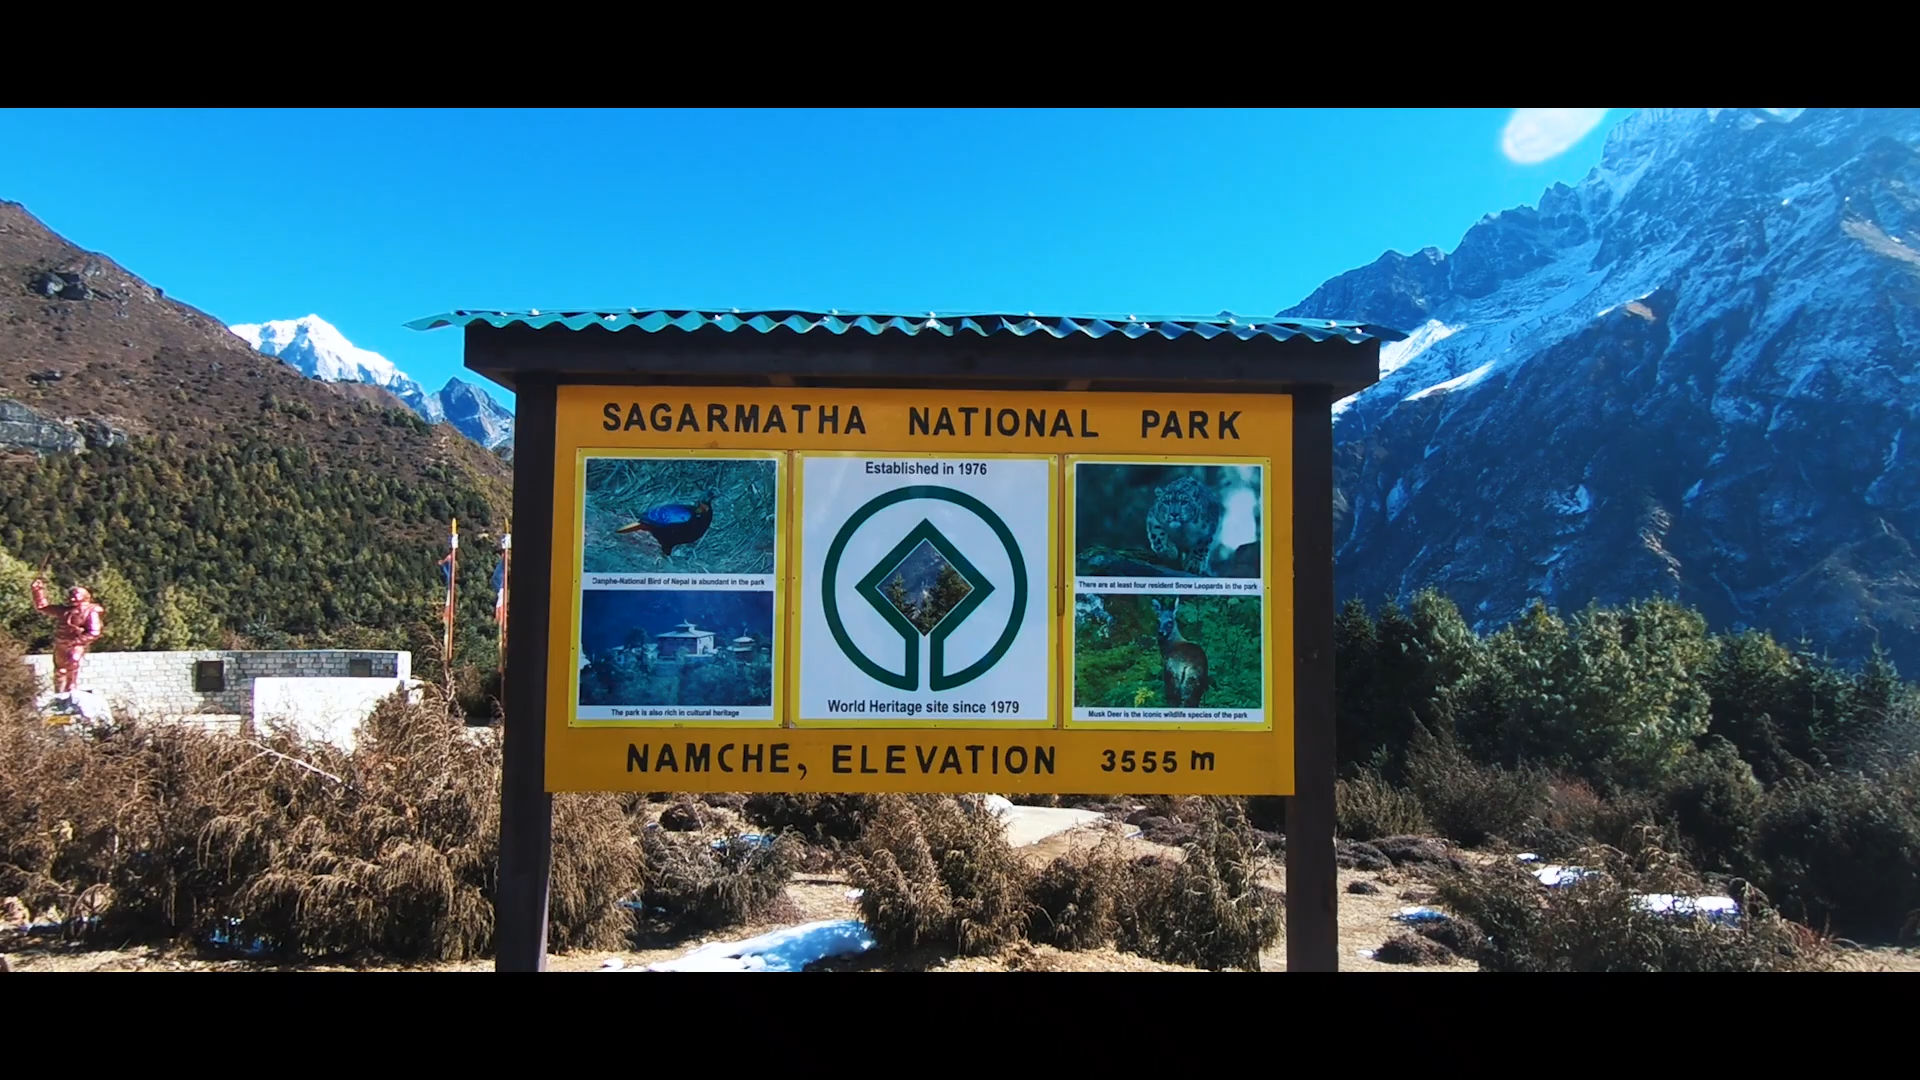 SAGARMATHA NATIONAL PARK
Established in 1976
Danphe-National Bird of Nepal is abundant in the park
The park is also rich in cultural heritage
World Heritage site since 1979
There are at least four resident Snow Leopards in the park
Musk Deer is the iconic wildlife species of the park
NAMCHE, ELEVATION 3555 m